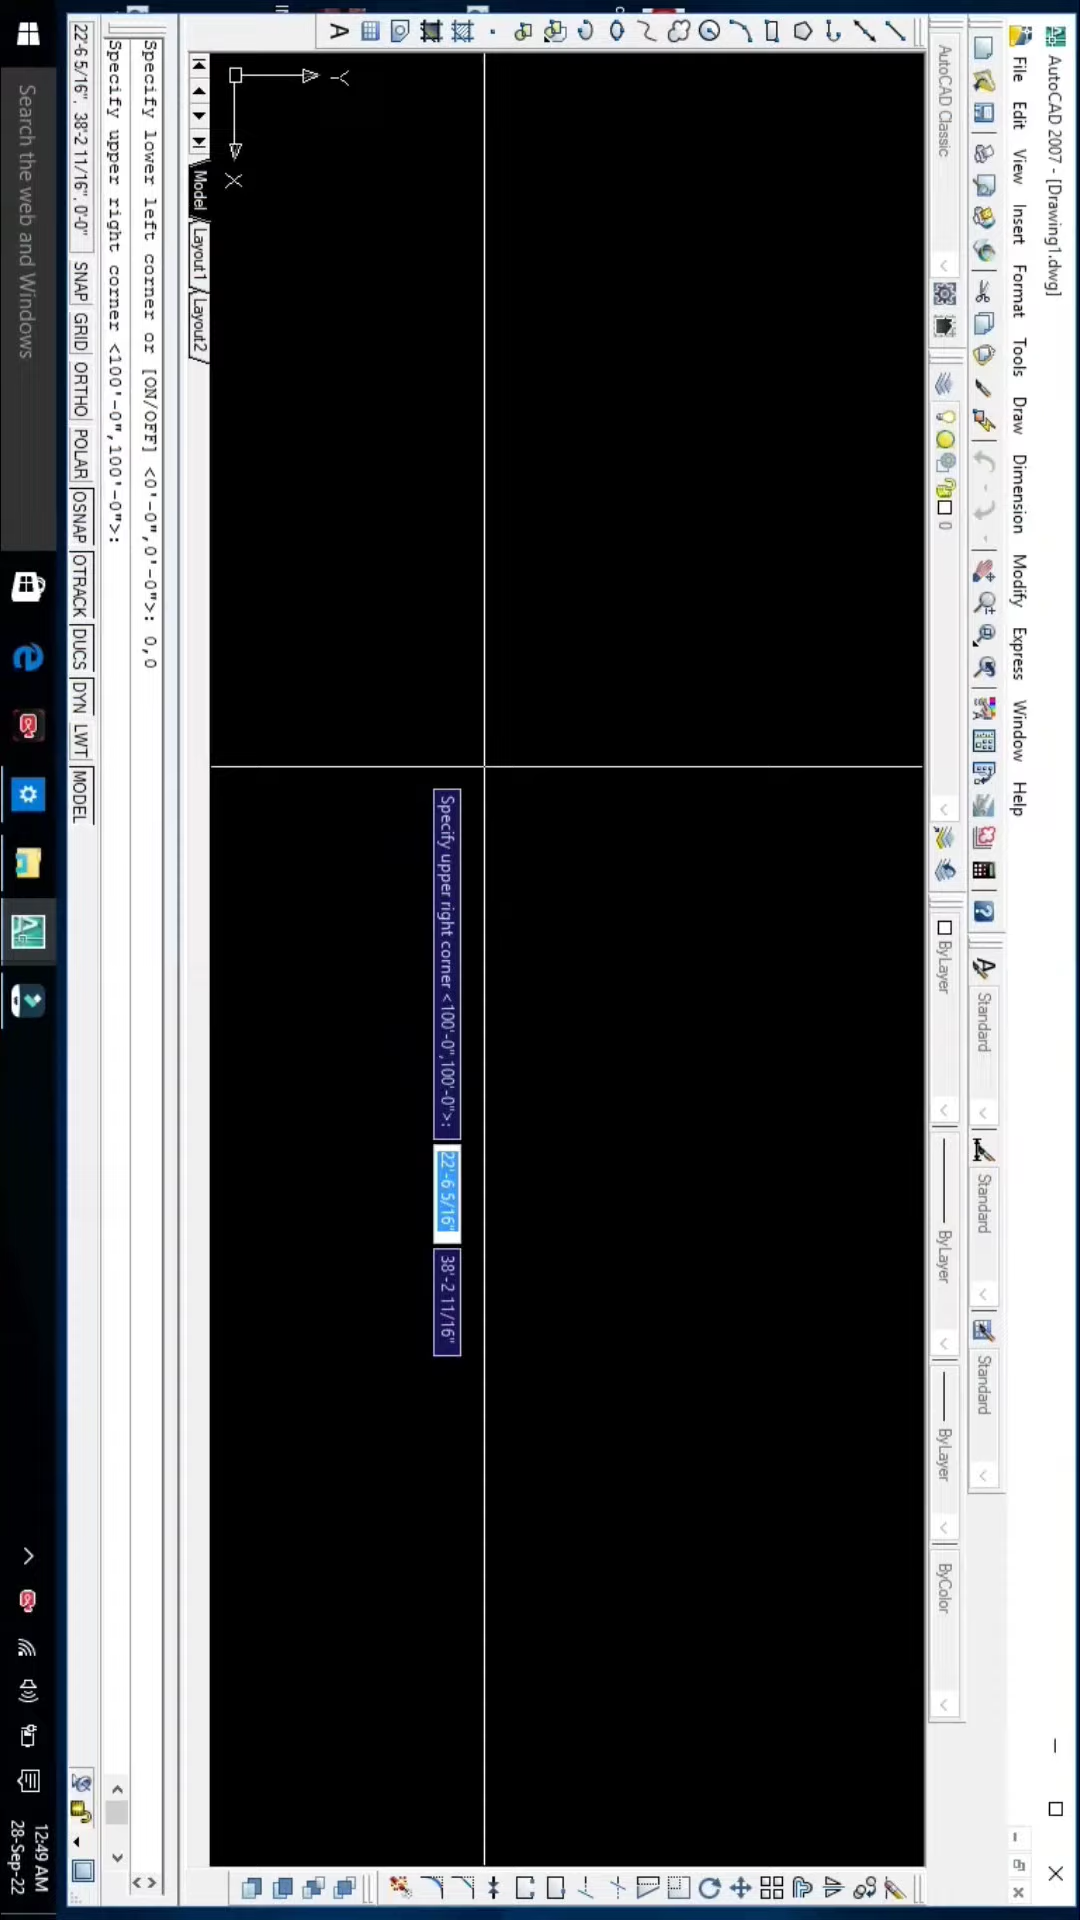 AutoCAD 2007 - [Drawing1.dwg]
File Edit View Insert Format Tools Draw Dimension Modify Express Window Help
Standard Standard Standard
AutoCAD Classic 0 ByLayer ByLayer ByLayer ByColor
A
Specify upper right corner <100'-0",100'-0">: 22'-6 5/16" 38'-2 11/16"
Y
X
Model Layout1 Layout2
Specify lower left corner or [ON/OFF] <0'-0",0'-0">: 0,0
Specify upper right corner <100'-0",100'-0">:
22'-6 5/16", 38'-2 11/16", 0'-0" SNAP GRID ORTHO POLAR OSNAP OTRACK DUCS DYN LWT MODEL
Search the web and Windows
12:49 AM
28-Sep-22